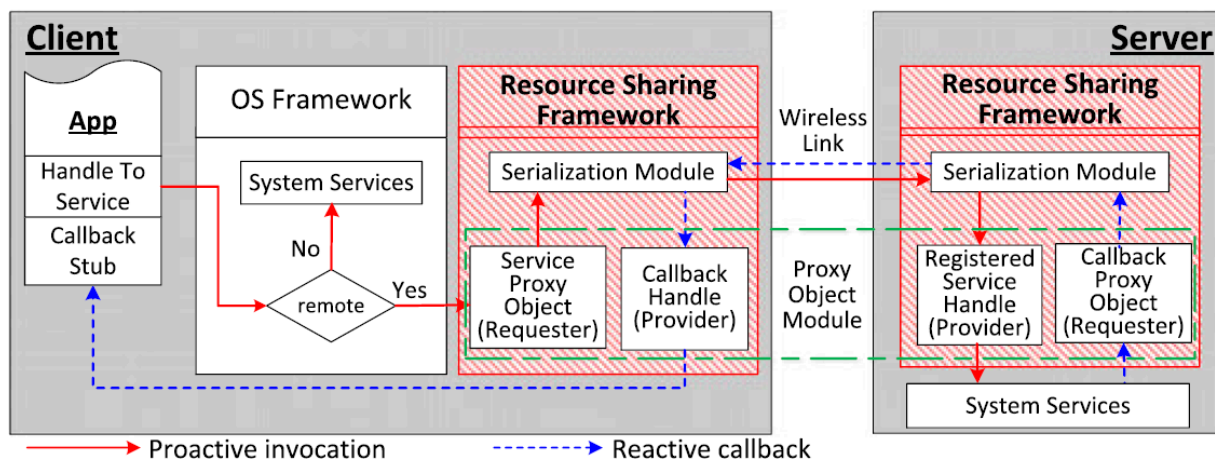 Client
App
Handle To
Service
Callback
Stub
OS Framework
System Services
No
remote
Yes
Resource Sharing
Framework
Serialization Module
Service
Proxy
Object
(Requester)
Callback
Handle
(Provider)
Wireless
Link
Proxy
Object
Module
Server
Resource Sharing
Framework
Serialization Module
Registered
Service
Handle
(Provider)
Callback
Proxy
Object
(Requester)
System Services
Proactive invocation
Reactive callback